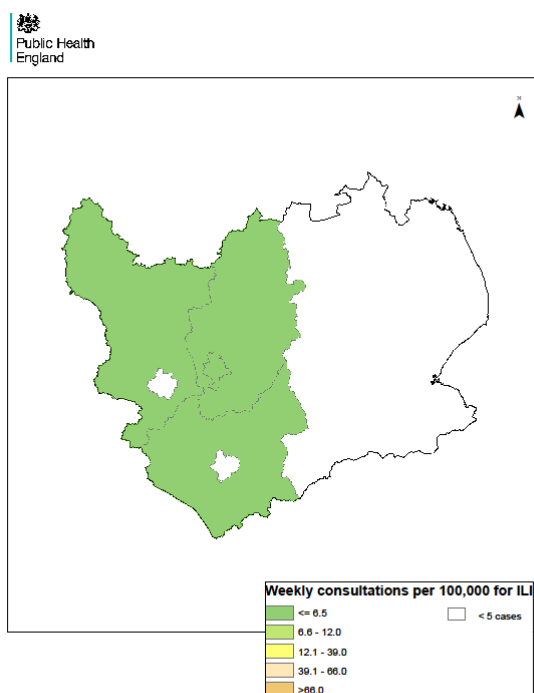 Public Health
England
N
Weekly consultations per 100,000 for ILI
<= 6.5
< 5 cases
6.6 - 12.0
12.1 - 39.0
39.1 - 66.0
>66.0